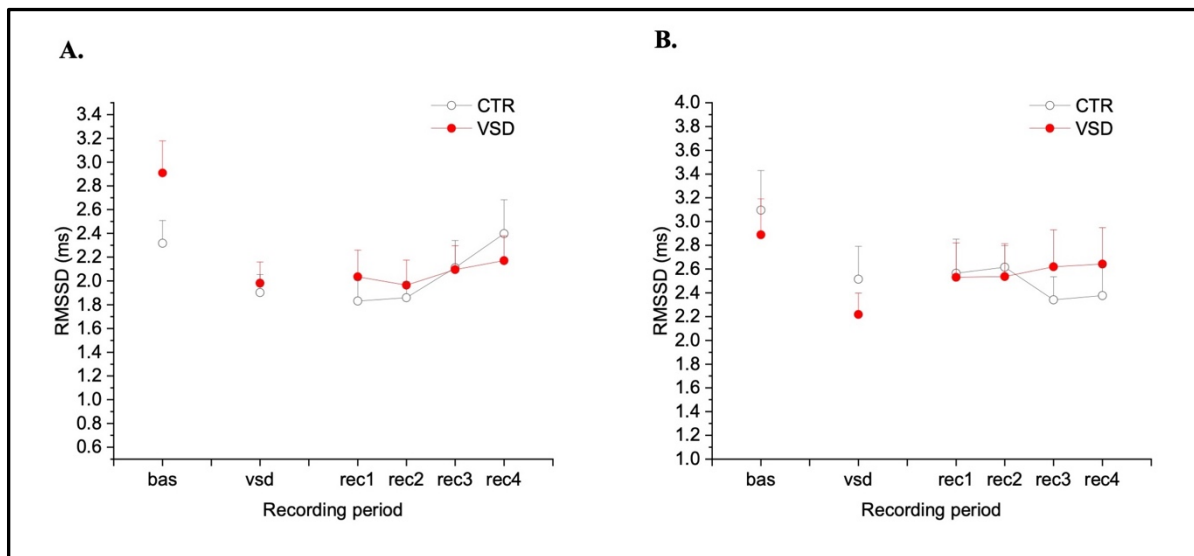 A.
CTR
VSD
RMSSD (ms)
3.4
3.2
3.0
2.8
2.6
2.4
2.2
2.0
1.8
1.6
1.4
1.2
1.0
0.8
0.6
bas vsd rec1 rec2 rec3 rec4
Recording period
B.
CTR
VSD
RMSSD (ms)
4.0
3.8
3.6
3.4
3.2
3.0
2.8
2.6
2.4
2.2
2.0
1.8
1.6
1.4
1.2
1.0
bas vsd rec1 rec2 rec3 rec4
Recording period